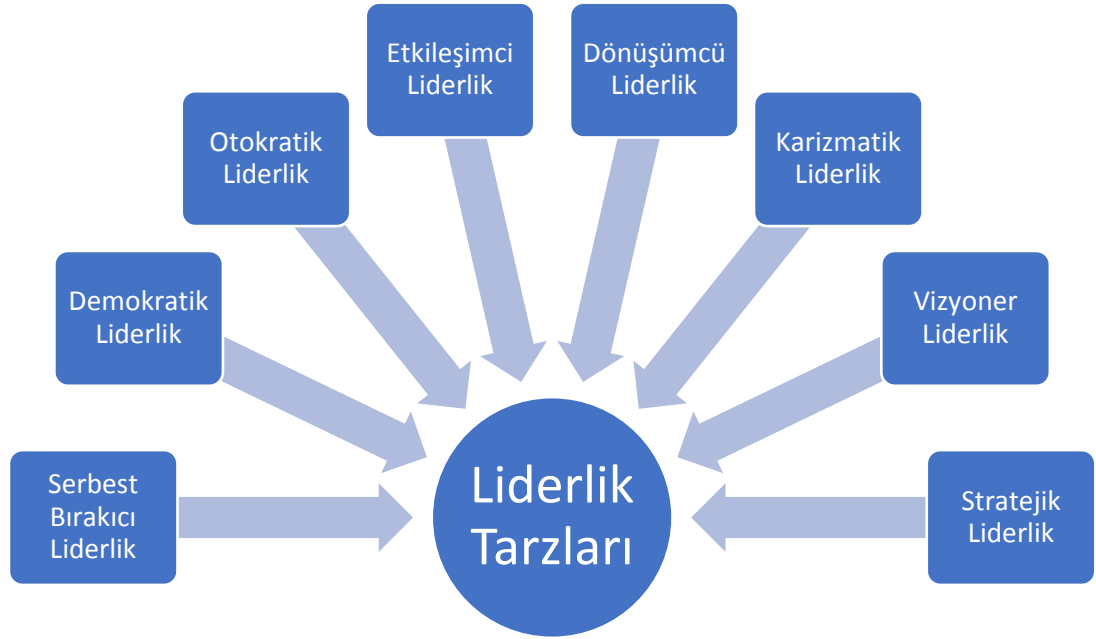 Etkileşimci
Liderlik
Dönüşümcü
Liderlik
Otokratik
Liderlik
Karizmatik
Liderlik
Demokratik
Liderlik
Vizyoner
Liderlik
Serbest
Bırakıcı
Liderlik
Liderlik
Tarzları
Stratejik
Liderlik